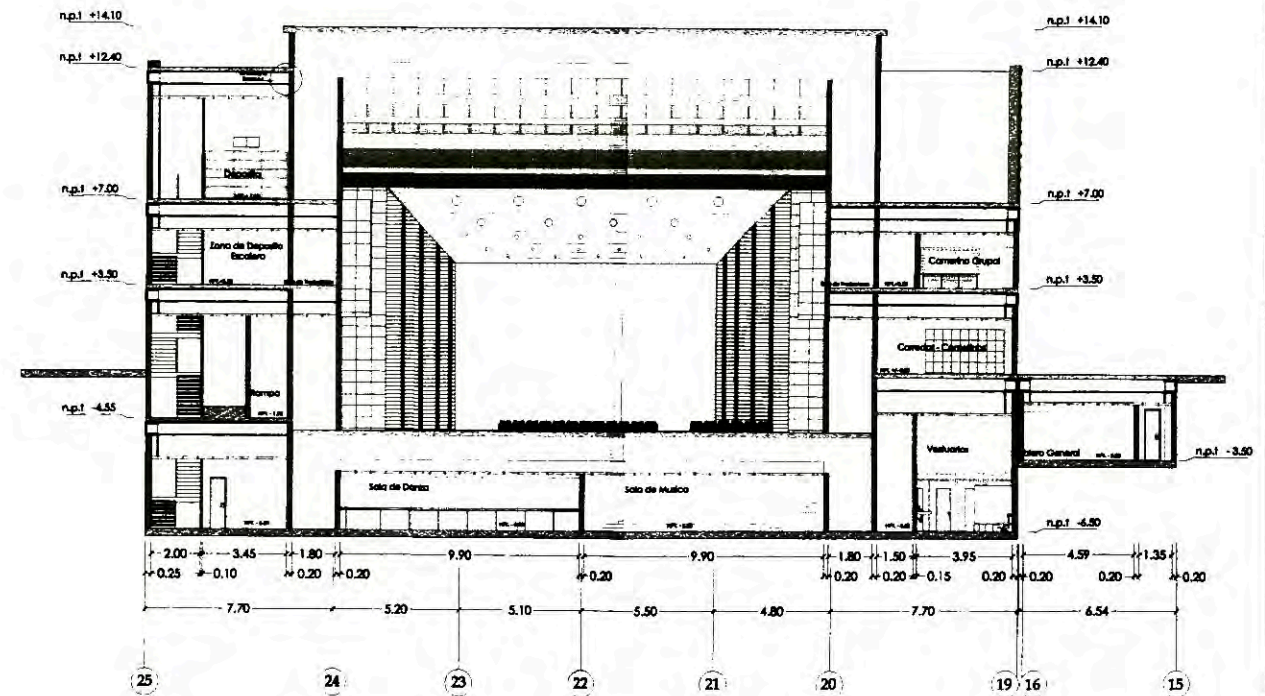 n.p.t +14.10
n.p.t +14.10
n.p.t +12.40
n.p.t +12.40
Deposito
n.p.t +7.00
n.p.t +7.00
Zona de Deposito
Escalera
Camerino Grupal
n.p.t +3.50
n.p.t +3.50
Corredor - Camerinos
Rampa
n.p.t -4.55
Vestuarios
Tablero General
n.p.t -3.50
Sala de Danza
Sala de Musica
n.p.t -6.50
2.00 3.45 1.80 9.90 9.90 1.80 1.50 3.95 4.59 1.35
0.25 0.10 0.20 0.20 0.20 0.20 0.20 0.15 0.20 0.20 0.20 0.20
7.70 5.20 5.10 5.50 4.80 7.70 6.54
25 24 23 22 21 20 19 16 15